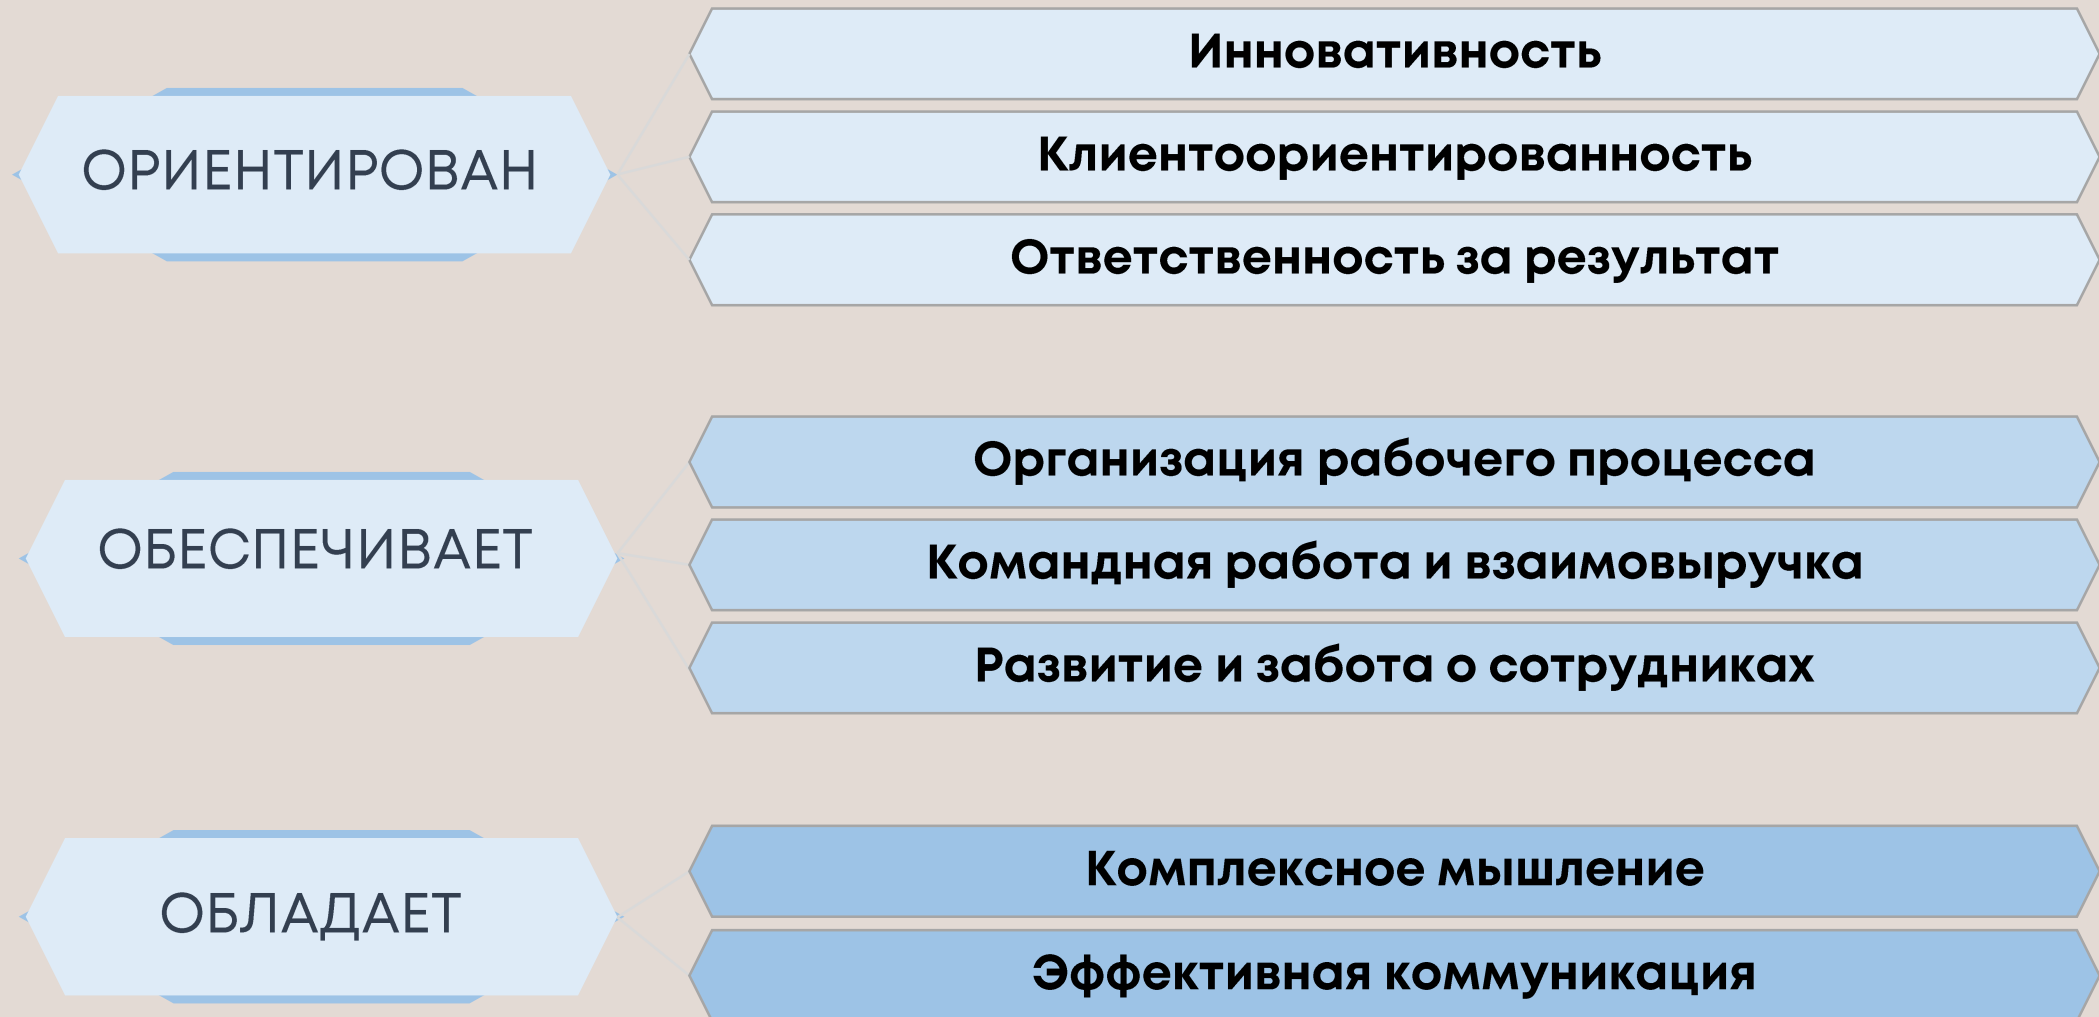 ОРИЕНТИРОВАН
Инновативность
Клиентоориентированность
Ответственность за результат
ОБЕСПЕЧИВАЕТ
Организация рабочего процесса
Командная работа и взаимовыручка
Развитие и забота о сотрудниках
ОБЛАДАЕТ
Комплексное мышление
Эффективная коммуникация